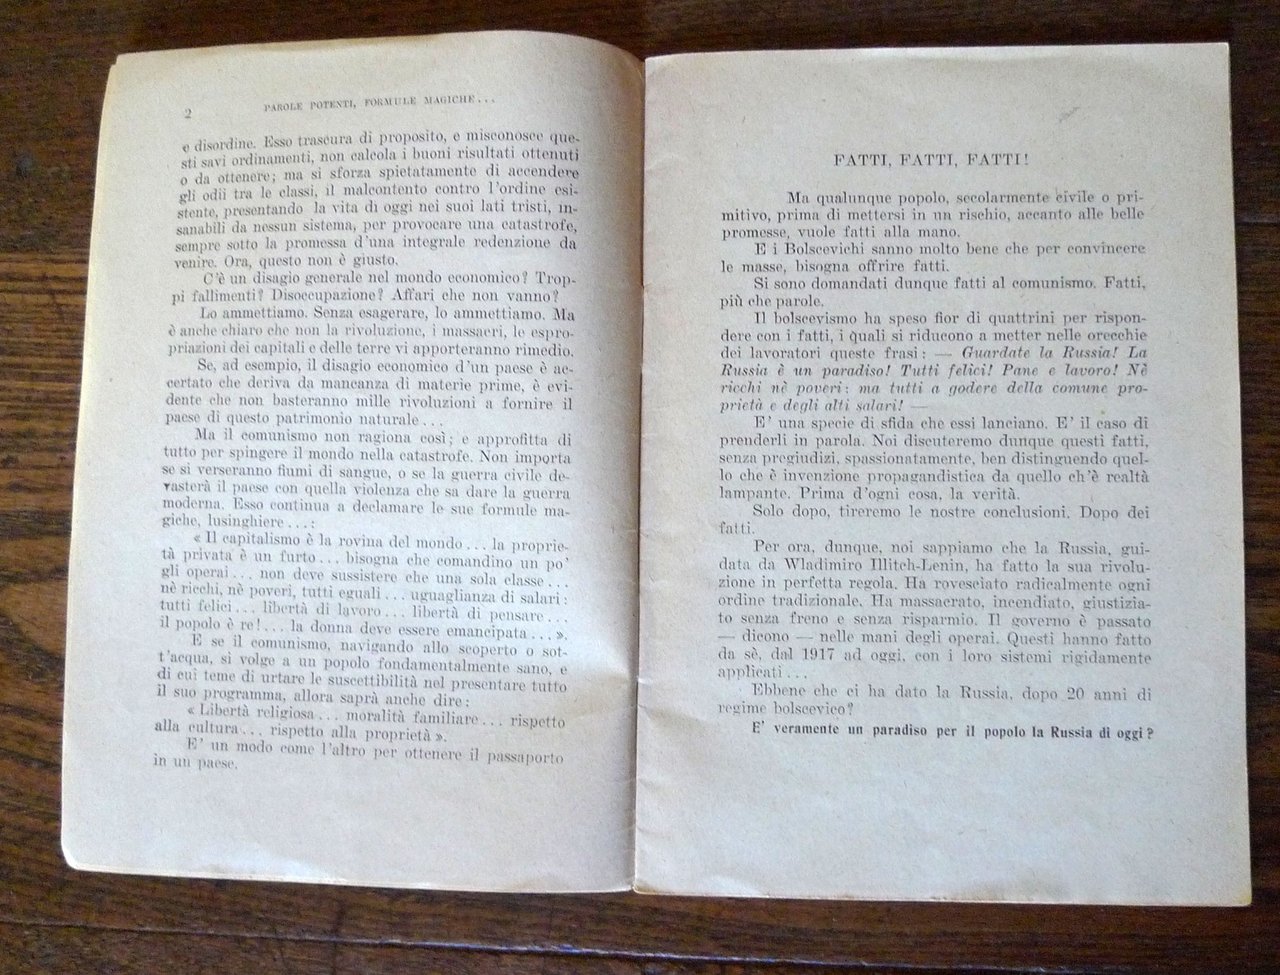 2
PAROLE POTENTI, FORMULE MAGICHE...
e disordine. Esso trascura di proposito, e misconosce que-
sti savi ordinamenti, non calcola i buoni risultati ottenuti
o da ottenere; ma si sforza spietatamente di accendere
gli odii tra le classi, il malcontento contro l'ordine esi-
stente, presentando la vita di oggi nei suoi lati tristi, in-
sanabili da nessun sistema, per provocare una catastrofe,
sempre sotto la promessa d'una integrale redenzione da
venire. Ora, questo non è giusto.
C'è un disagio generale nel mondo economico? Trop-
pi fallimenti? Disoccupazione? Affari che non vanno?
Lo ammettiamo. Senza esagerare, lo ammettiamo. Ma
è anche chiaro che non la rivoluzione, i massacri, le espro-
priazioni dei capitali e delle terre vi apporteranno rimedio.
Se, ad esempio, il disagio economico d'un paese è ac-
certato che deriva da mancanza di materie prime, è evi-
dente che non basteranno mille rivoluzioni a fornire il
paese di questo patrimonio naturale...
Ma il comunismo non ragiona così; e approfitta di
tutto per spingere il mondo nella catastrofe. Non importa
se si verseranno fiumi di sangue, o se la guerra civile de-
vasterà il paese con quella violenza che sa dare la guerra
moderna. Esso continua a declamare le sue formule ma-
giche, lusinghiere...:
« Il capitalismo è la rovina del mondo... la proprie-
tà privata è un furto... bisogna che comandino un po'
gli operai... non deve sussistere che una sola classe...
nè ricchi, nè poveri, tutti eguali... uguaglianza di salari:
tutti felici... libertà di lavoro... libertà di pensare...
il popolo è re!... la donna deve essere emancipata... ».
E se il comunismo, navigando allo scoperto o sot-
t'acqua, si volge a un popolo fondamentalmente sano, e
di cui teme di urtare le suscettibilità nel presentare tutto
il suo programma, allora saprà anche dire:
« Libertà religiosa... moralità familiare... rispetto
alla cultura... rispetto alla proprietà ».
E' un modo come l'altro per ottenere il passaporto
in un paese.
FATTI, FATTI, FATTI!
Ma qualunque popolo, secolarmente civile o pri-
mitivo, prima di mettersi in un rischio, accanto alle belle
promesse, vuole fatti alla mano.
E i Bolscevichi sanno molto bene che per convincere
le masse, bisogna offrire fatti.
Si sono domandati dunque fatti al comunismo. Fatti,
più che parole.
Il bolscevismo ha speso fior di quattrini per rispon-
dere con i fatti, i quali si riducono a metter nelle orecchie
dei lavoratori queste frasi: — Guardate la Russia! La
Russia è un paradiso! Tutti felici! Pane e lavoro! Nè
ricchi nè poveri: ma tutti a godere della comune pro-
prietà e degli alti salari! —
E' una specie di sfida che essi lanciano. E' il caso di
prenderli in parola. Noi discuteremo dunque questi fatti,
senza pregiudizi, spassionatamente, ben distinguendo quel-
lo che è invenzione propagandistica da quello ch'è realtà
lampante. Prima d'ogni cosa, la verità.
Solo dopo, tireremo le nostre conclusioni. Dopo dei
fatti.
Per ora, dunque, noi sappiamo che la Russia, gui-
data da Wladimiro Illitch-Lenin, ha fatto la sua rivolu-
zione in perfetta regola. Ha rovesciato radicalmente ogni
ordine tradizionale. Ha massacrato, incendiato, giustizia-
to senza freno e senza risparmio. Il governo è passato
— dicono — nelle mani degli operai. Questi hanno fatto
da sè, dal 1917 ad oggi, con i loro sistemi rigidamente
applicati...
Ebbene che ci ha dato la Russia, dopo 20 anni di
regime bolscevico?
E' veramente un paradiso per il popolo la Russia di oggi?